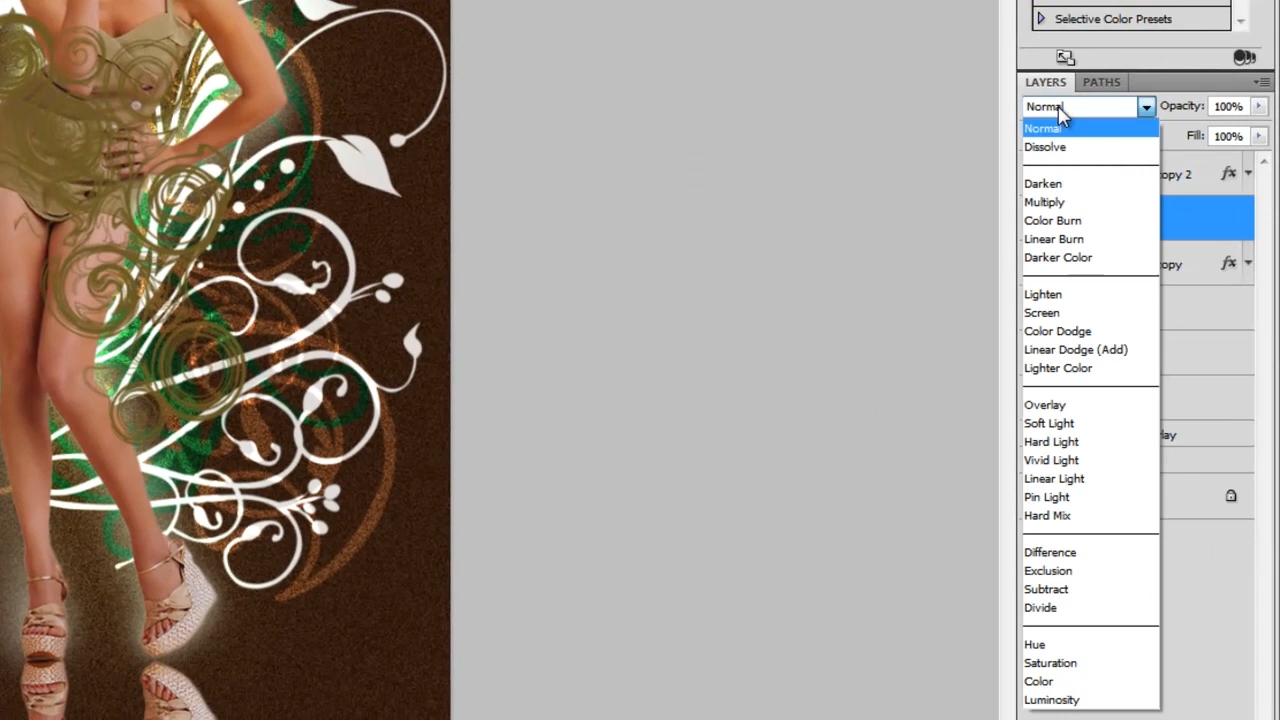 Selective Color Presets
LAYERS PATHS
Normal Opacity: 100%
Normal Fill: 100%
Dissolve
opy 2 fx
Darken
Multiply
Color Burn
Linear Burn
Darker Color
opy fx
Lighten
Screen
Color Dodge
Linear Dodge (Add)
Lighter Color
Overlay
Soft Light
lay
Hard Light
Vivid Light
Linear Light
Pin Light
Hard Mix
Difference
Exclusion
Subtract
Divide
Hue
Saturation
Color
Luminosity